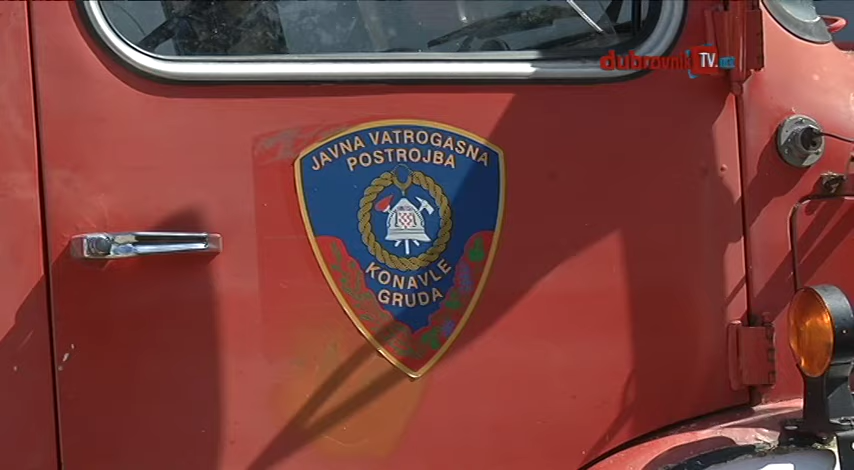 dubrovnikTV.net
JAVNA VATROGASNA
POSTROJBA
KONAVLE
GRUDA